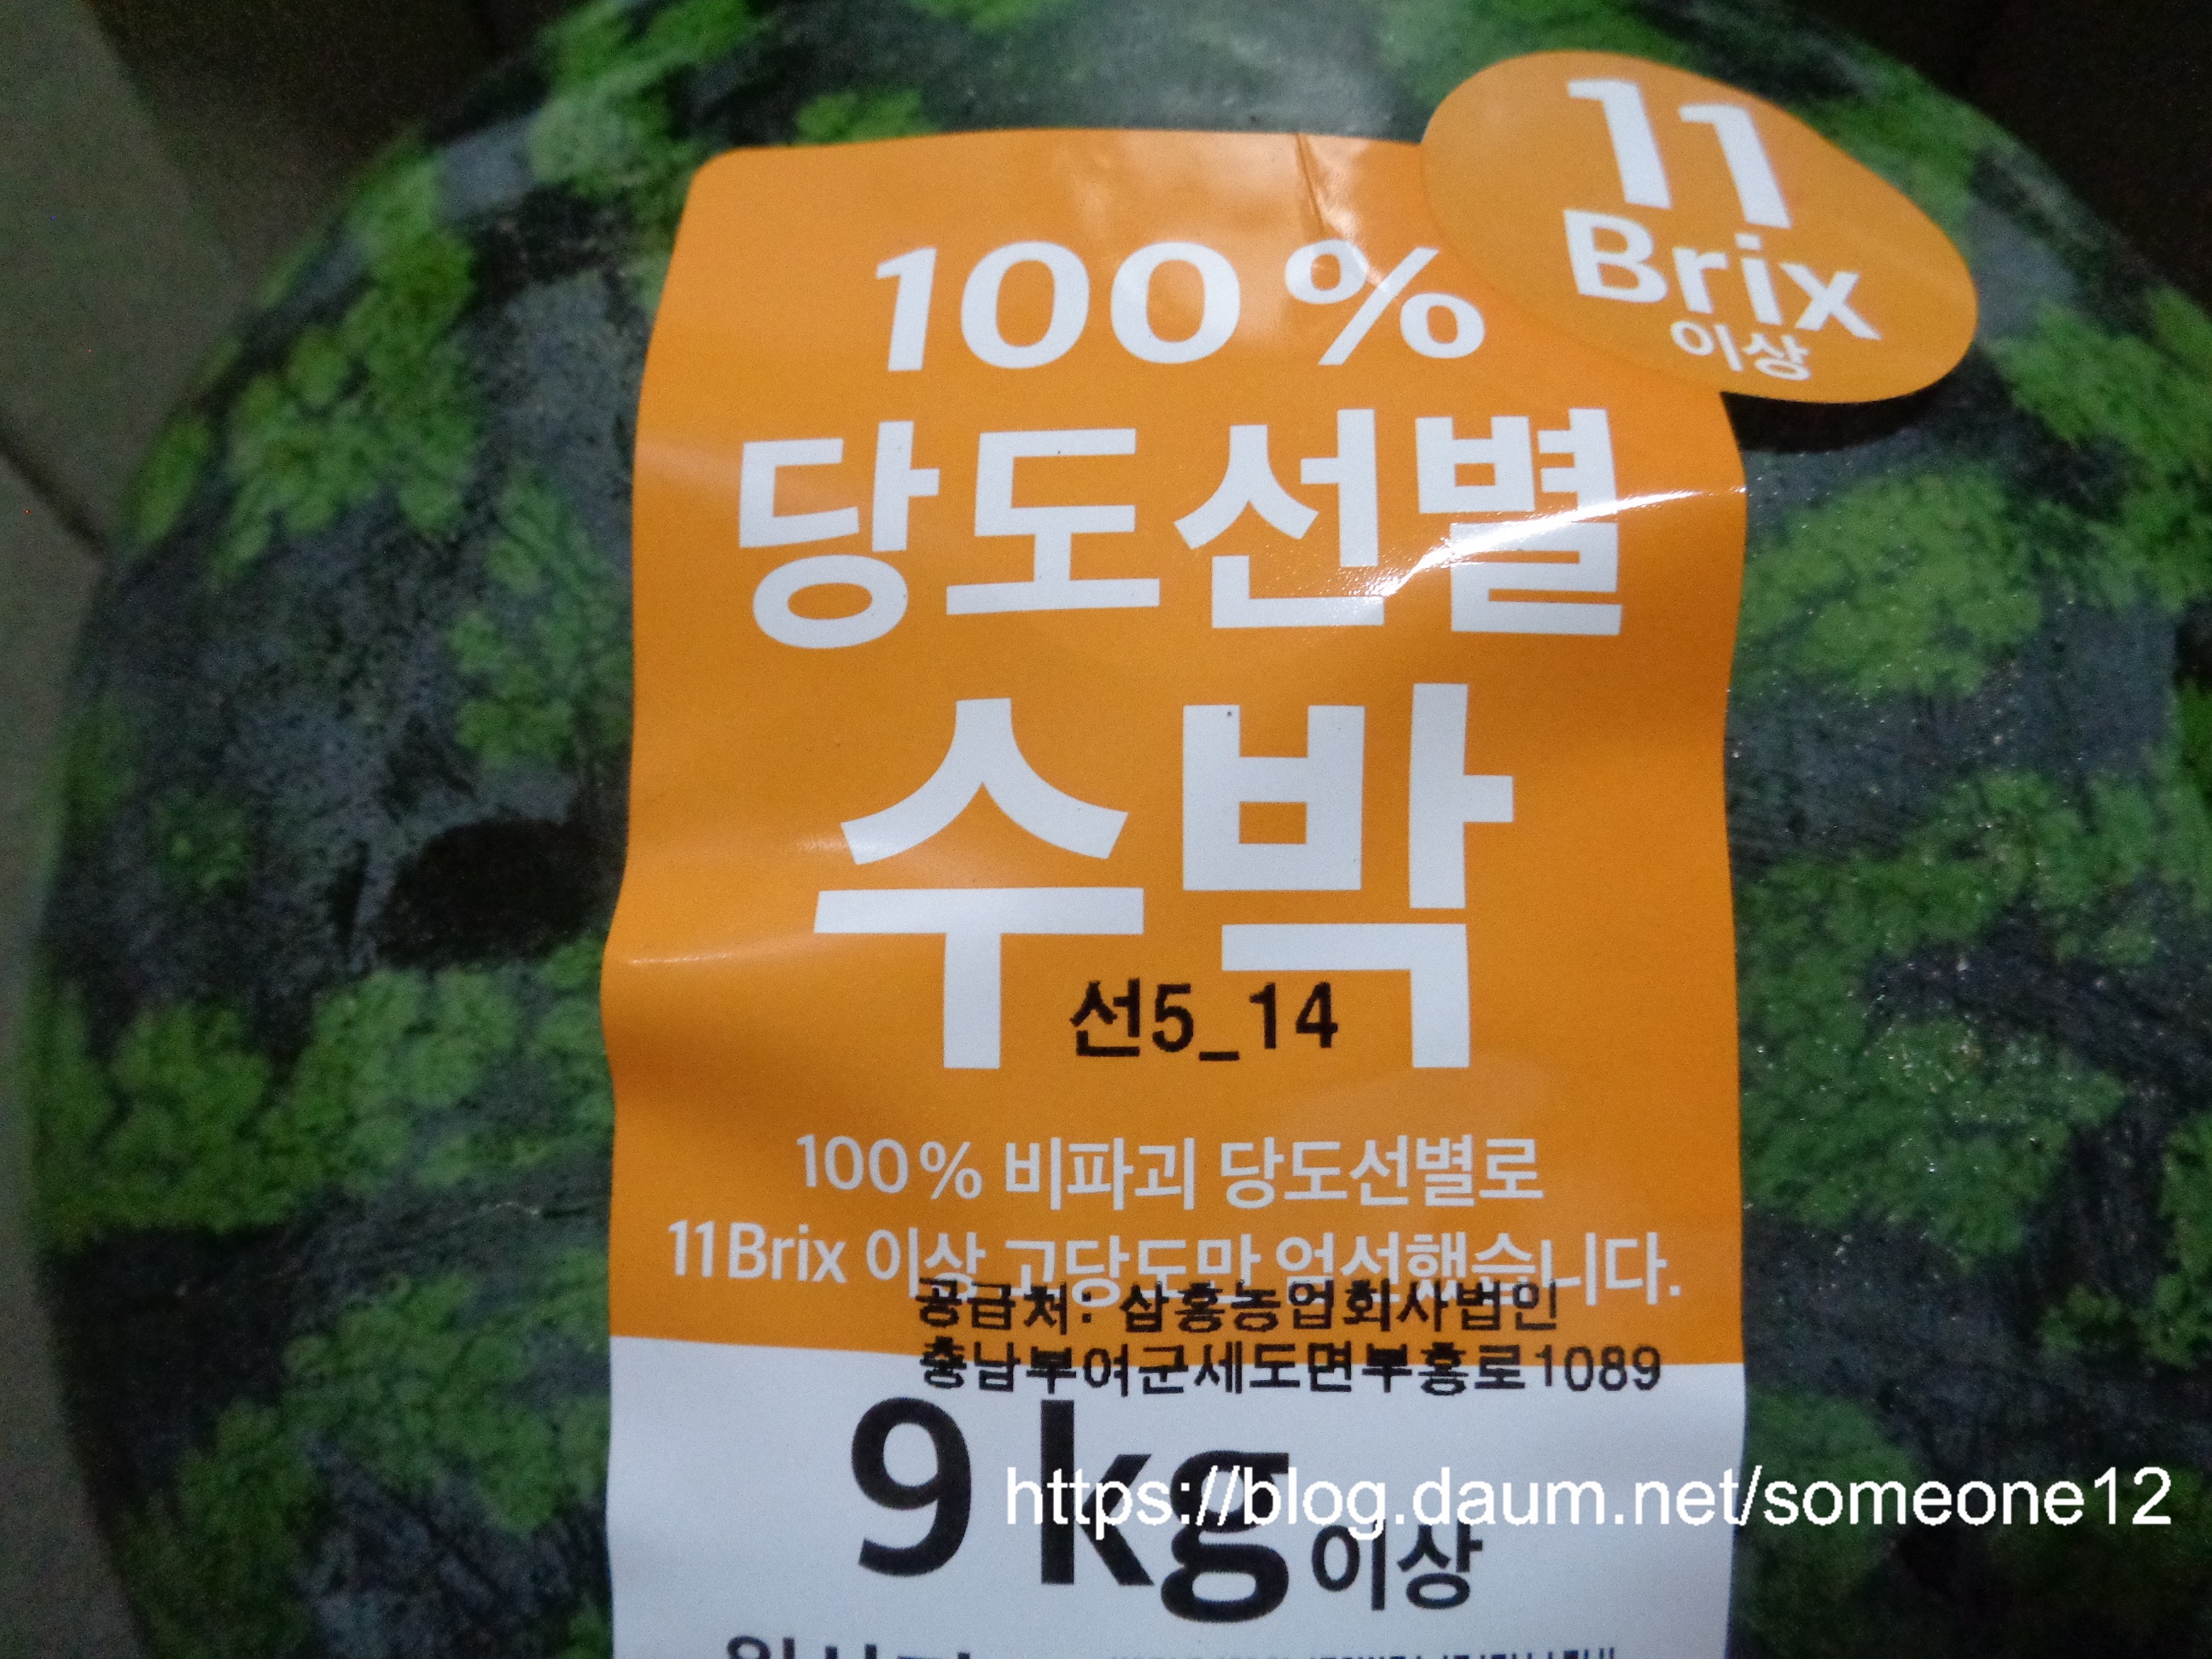 11
Brix
이상
100%
당도선별
수박
선5_14
100% 비파괴 당도선별로
11Brix 이상 고당도만 엄선했습니다.
공급처: 삼흥농업회사법인
충남부여군세도면부흥로1089
9kg 이상
https://blog.daum.net/someone12